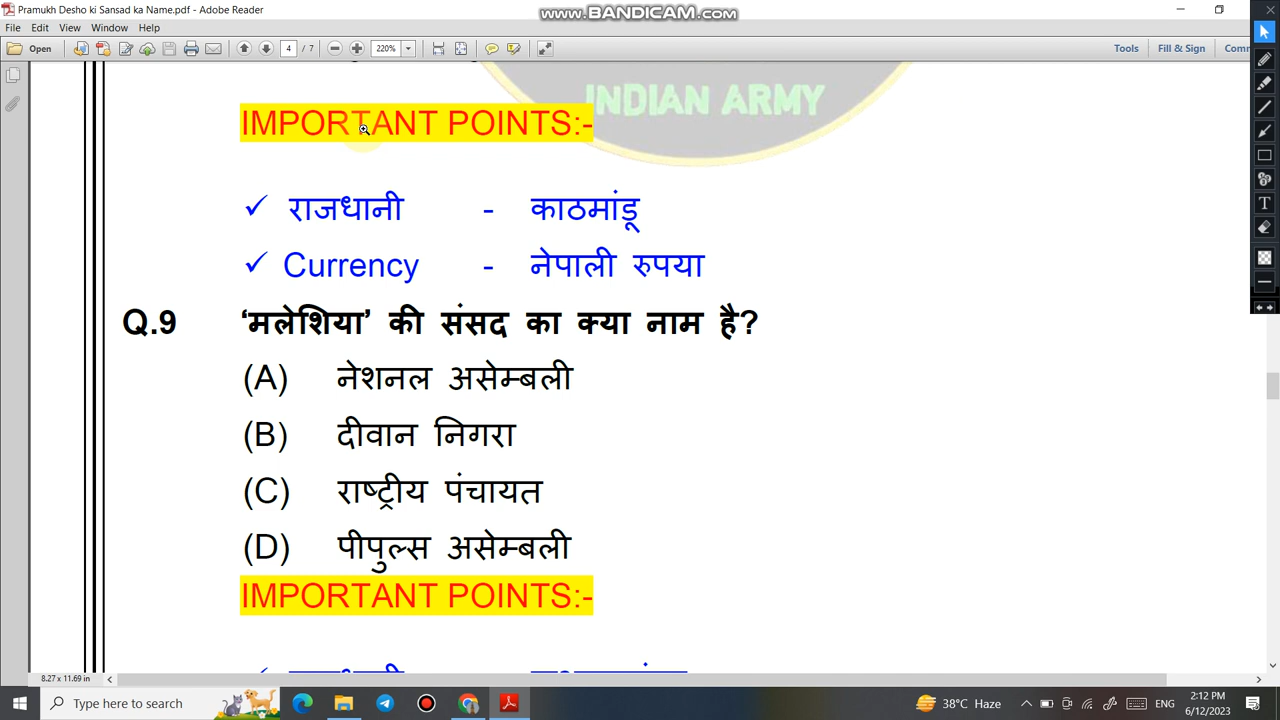 Pramukh Desho ki Sansad ka Name.pdf - Adobe Reader
www.BANDICAM.com
File Edit View Window Help
Open 4 / 7 220% Tools Fill & Sign Comm
INDIAN ARMY
IMPORTANT POINTS:-
✓ राजधानी - काठमांडू
✓ Currency - नेपाली रुपया
Q.9 ‘मलेशिया’ की संसद का क्या नाम है?
(A) नेशनल असेम्बली
(B) दीवान निगरा
(C) राष्ट्रीय पंचायत
(D) पीपुल्स असेम्बली
IMPORTANT POINTS:-
8.27 x 11.69 in
Type here to search
38°C Haze
ENG
2:12 PM
6/12/2023